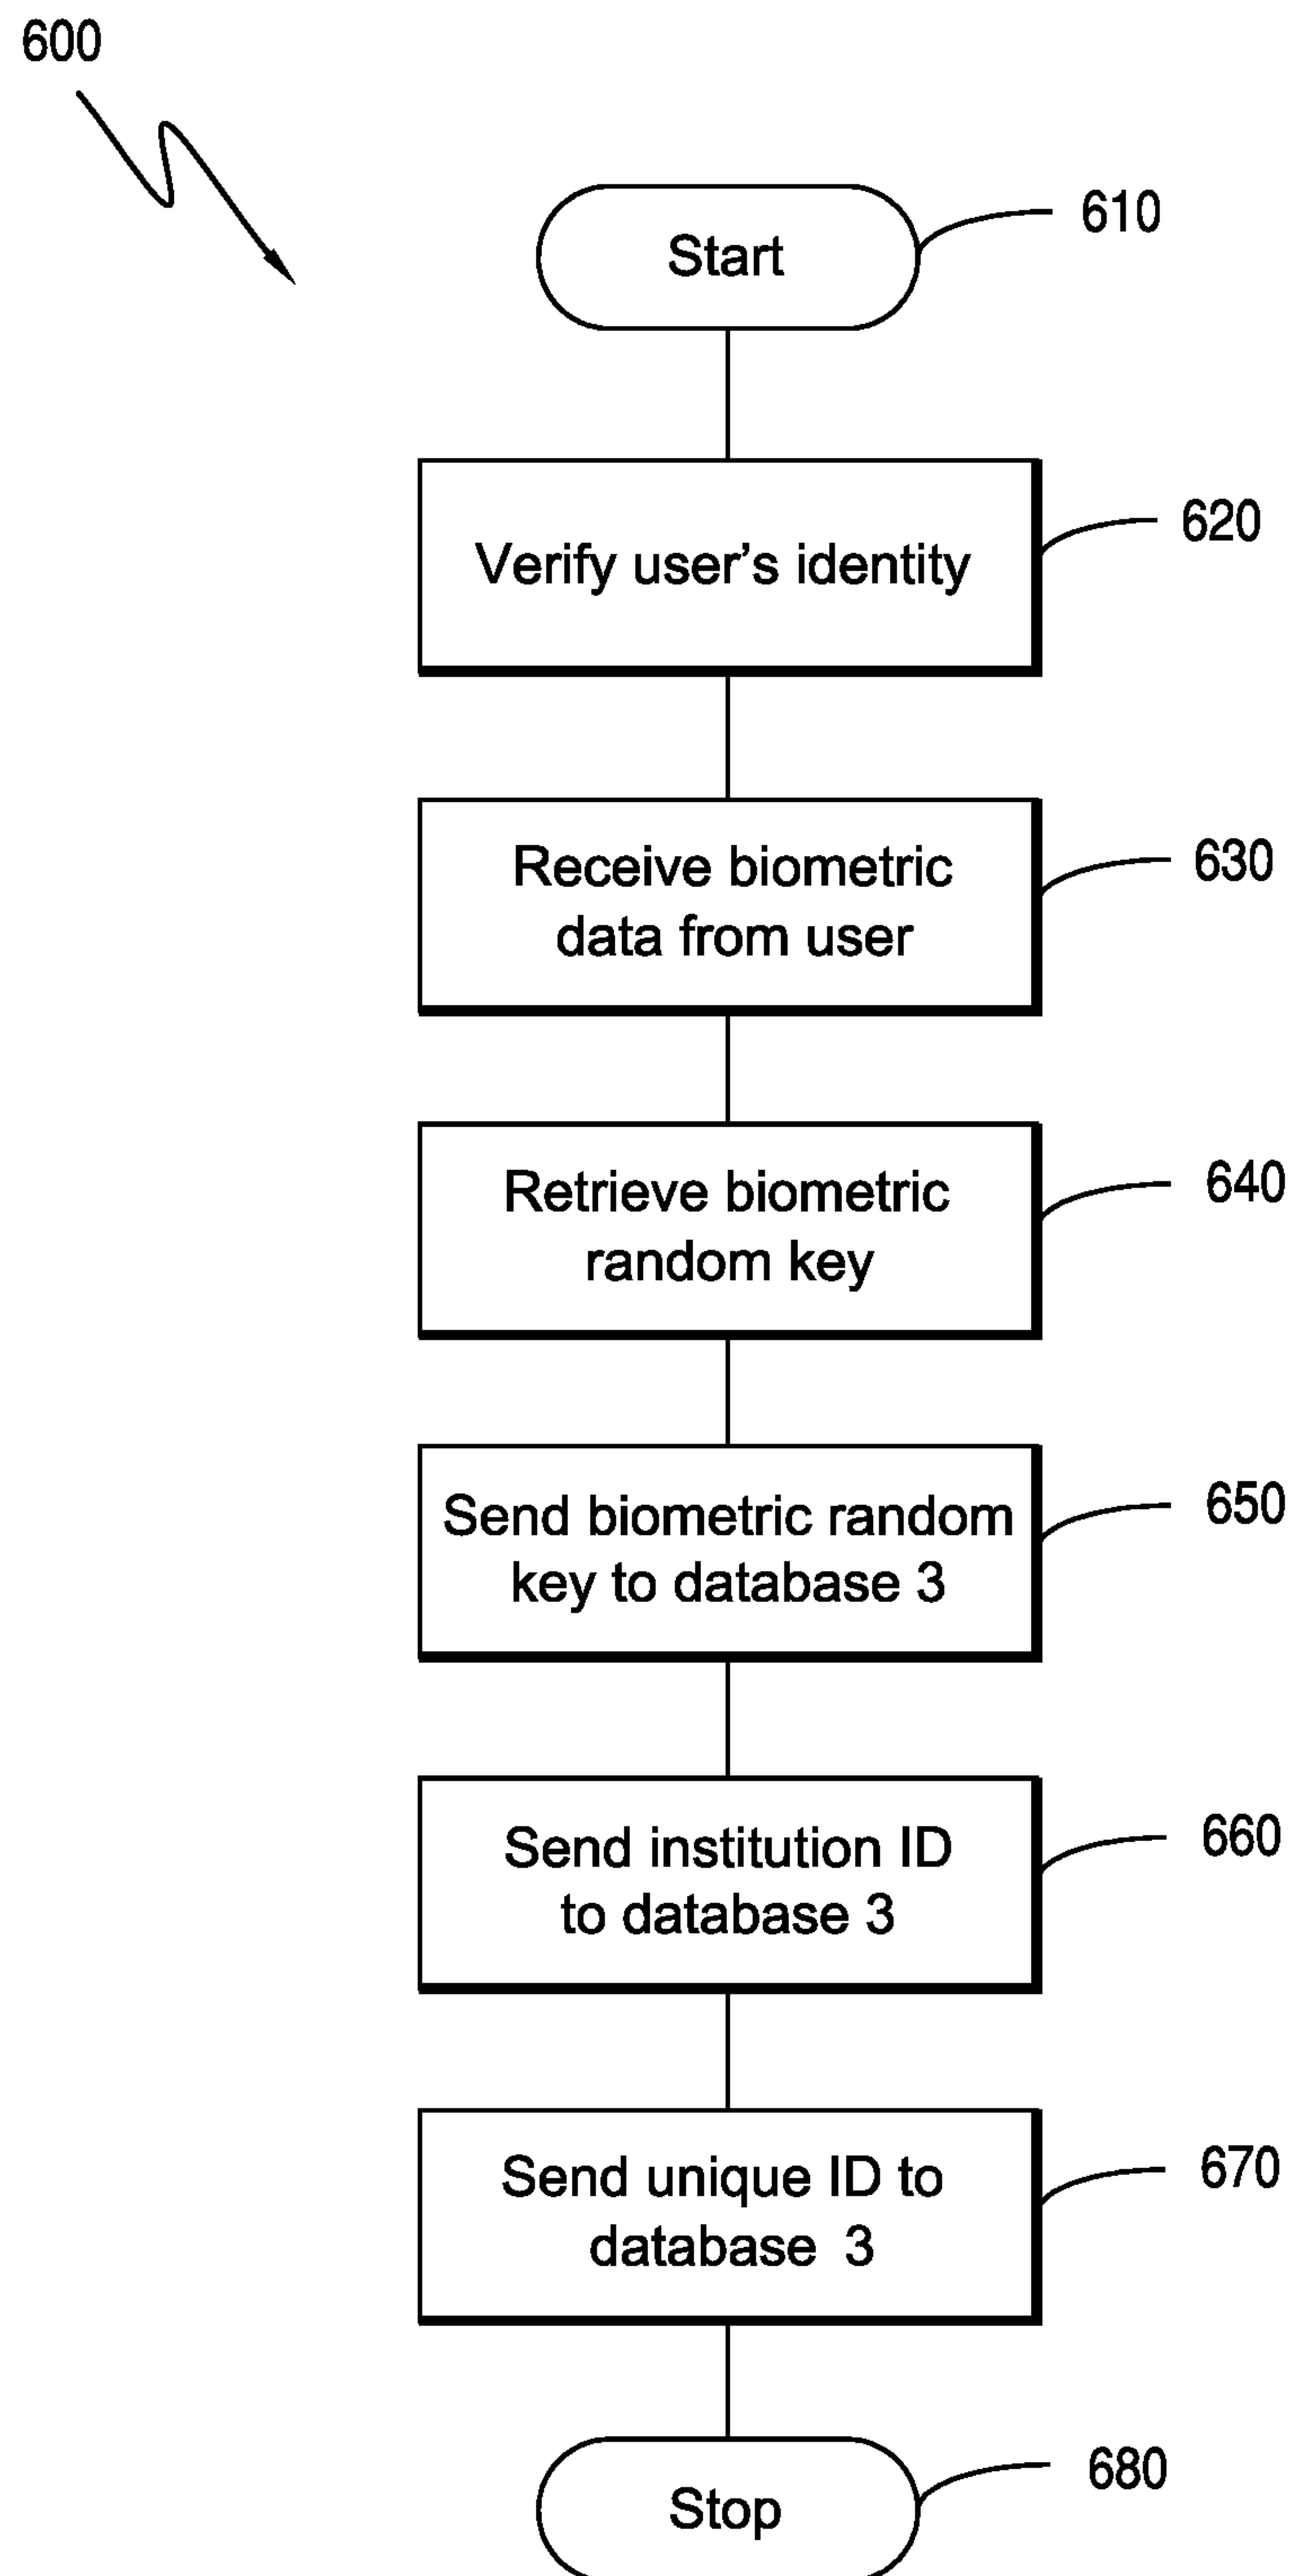 600
Start
610
Verify user’s identity
620
Receive biometric
data from user
630
Retrieve biometric
random key
640
Send biometric random
key to database 3
650
Send institution ID
to database 3
660
Send unique ID to
database 3
670
Stop
680